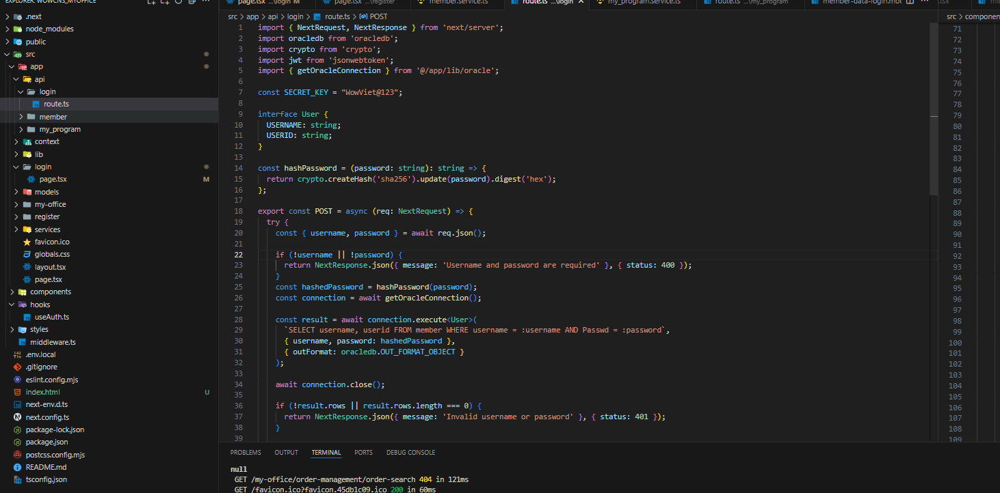 EXPLORER: WOWCNS_MYOFFICE
.next
node_modules
public
src
app
api
login
route.ts
member
my_program
context
lib
login
page.tsx M
models
my-office
register
services
favicon.ico
globals.css
layout.tsx
page.tsx
components
hooks
useAuth.ts
styles
middleware.ts
.env.local
.gitignore
eslint.config.mjs
index.html U
next-env.d.ts
next.config.ts
package-lock.json
package.json
postcss.config.mjs
README.md
tsconfig.json
page.tsx ...\login M page.tsx ...\register member.service.ts route.ts ...\login my_program.service.ts route.ts ...\my_program member-data-login.mod .tsx
src > app > api > login > route.ts > POST
1 import { NextRequest, NextResponse } from 'next/server';
2 import oracledb from 'oracledb';
3 import crypto from 'crypto';
4 import jwt from 'jsonwebtoken';
5 import { getOracleConnection } from '@/app/lib/oracle';
6
7 const SECRET_KEY = "WowViet@123";
8
9 interface User {
10 USERNAME: string;
11 USERID: string;
12 }
13
14 const hashPassword = (password: string): string => {
15 return crypto.createHash('sha256').update(password).digest('hex');
16 };
17
18 export const POST = async (req: NextRequest) => {
19 try {
20 const { username, password } = await req.json();
21
22 if (!username || !password) {
23 return NextResponse.json({ message: 'Username and password are required' }, { status: 400 });
24 }
25 const hashedPassword = hashPassword(password);
26 const connection = await getOracleConnection();
27
28 const result = await connection.execute<User>(
29 `SELECT username, userid FROM member WHERE username = :username AND Passwd = :password`,
30 { username, password: hashedPassword },
31 { outFormat: oracledb.OUT_FORMAT_OBJECT }
32 );
33
34 await connection.close();
35
36 if (!result.rows || result.rows.length === 0) {
37 return NextResponse.json({ message: 'Invalid username or password' }, { status: 401 });
38 }
39
PROBLEMS OUTPUT TERMINAL PORTS DEBUG CONSOLE
null
GET /my-office/order-management/order-search 404 in 121ms
GET /favicon.ico?favicon.45db1c09.ico 200 in 60ms
src > componen
71
72
73
74
75
76
77
78
79
80
81
82
83
84
85
86
87
88
89
90
91
92
93
94
95
96
97
98
99
100
101
102
103
104
105
106
107
108
109